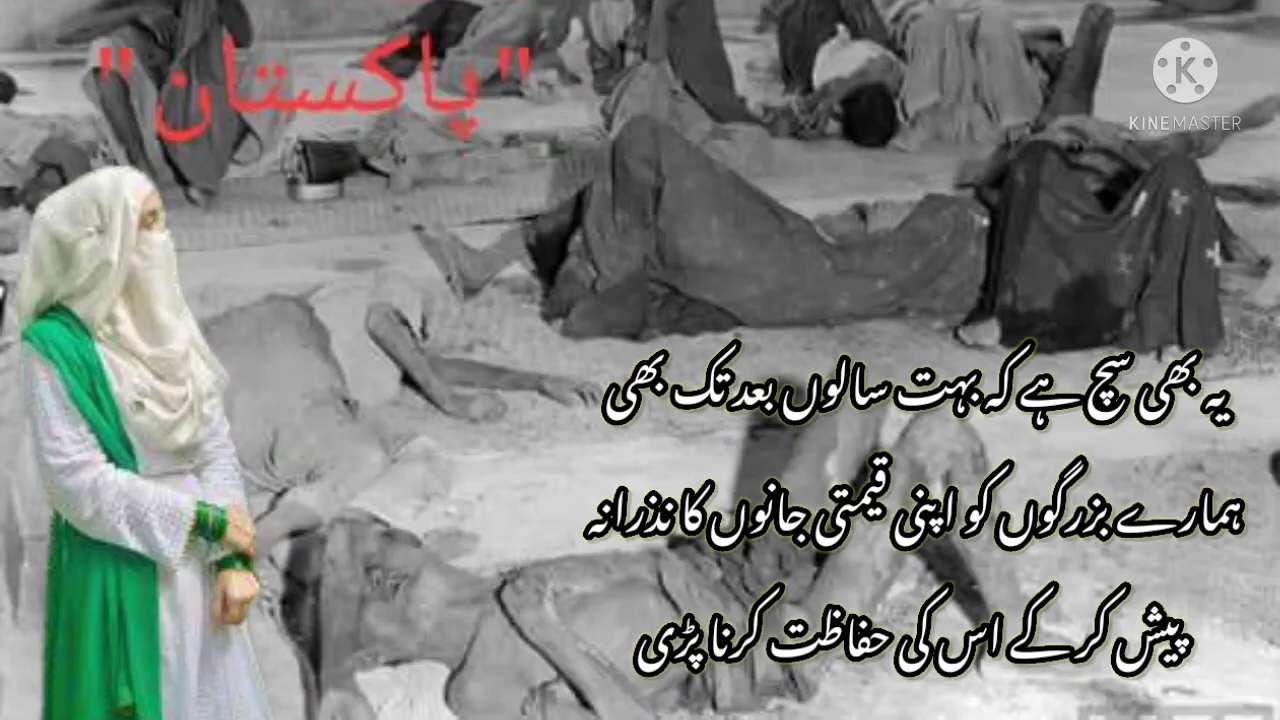 "پاکستان"
K
KINEMASTER
یہ بھی سچ ہے کہ بہت سالوں بعد تک بھی
ہمارے بزرگوں کو اپنی قیمتی جانوں کا نذرانہ
پیش کر کے اس کی حفاظت کرنا پڑی